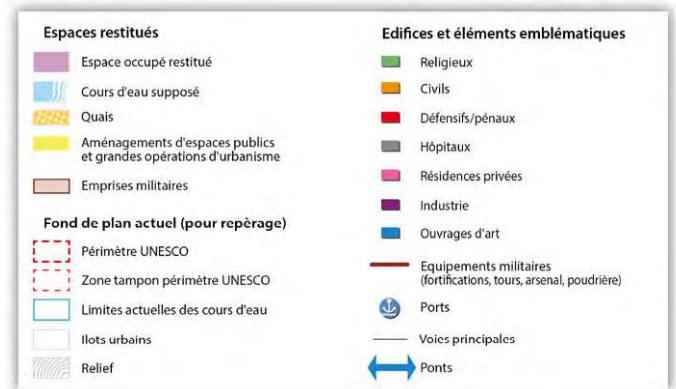 Espaces restitués
Espace occupé restitué
Cours d'eau supposé
Quais
Aménagements d'espaces publics
et grandes opérations d'urbanisme
Emprises militaires
Fond de plan actuel (pour repèrage)
Périmètre UNESCO
Zone tampon périmètre UNESCO
Limites actuelles des cours d'eau
Ilots urbains
Relief
Edifices et éléments emblématiques
Religieux
Civils
Défensifs/pénaux
Hôpitaux
Résidences privées
Industrie
Ouvrages d'art
Equipements militaires
(fortifications, tours, arsenal, poudrière)
Ports
Voies principales
Ponts